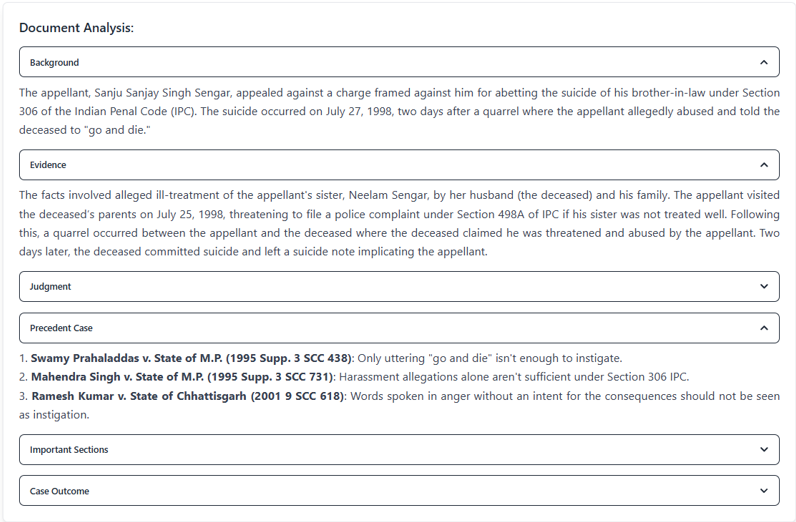 Document Analysis:
Background
The appellant, Sanju Sanjay Singh Sengar, appealed against a charge framed against him for abetting the suicide of his brother-in-law under Section
306 of the Indian Penal Code (IPC). The suicide occurred on July 27, 1998, two days after a quarrel where the appellant allegedly abused and told the
deceased to "go and die."
Evidence
The facts involved alleged ill-treatment of the appellant's sister, Neelam Sengar, by her husband (the deceased) and his family. The appellant visited
the deceased's parents on July 25, 1998, threatening to file a police complaint under Section 498A of IPC if his sister was not treated well. Following
this, a quarrel occurred between the appellant and the deceased where the deceased claimed he was threatened and abused by the appellant. Two
days later, the deceased committed suicide and left a suicide note implicating the appellant.
Judgment
Precedent Case
1. Swamy Prahaladdas v. State of M.P. (1995 Supp. 3 SCC 438): Only uttering "go and die" isn't enough to instigate.
2. Mahendra Singh v. State of M.P. (1995 Supp. 3 SCC 731): Harassment allegations alone aren't sufficient under Section 306 IPC.
3. Ramesh Kumar v. State of Chhattisgarh (2001 9 SCC 618): Words spoken in anger without an intent for the consequences should not be seen
as instigation.
Important Sections
Case Outcome